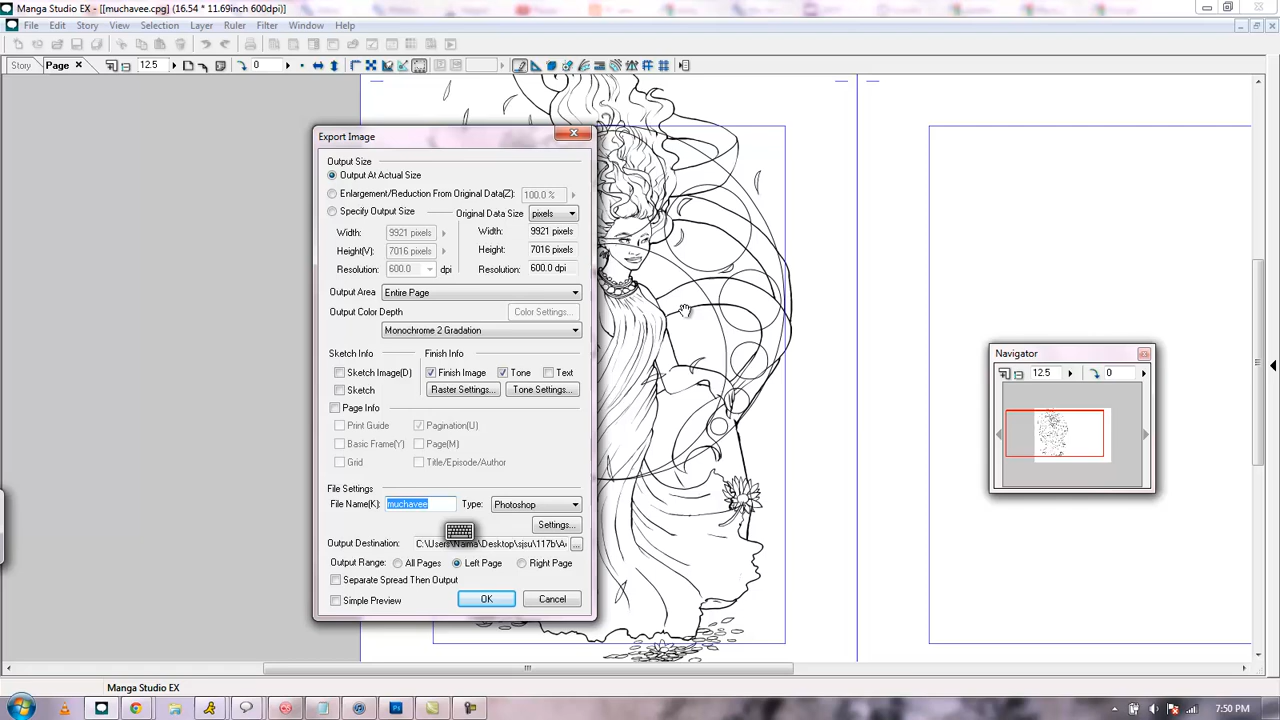 Manga Studio EX - [[muchavee.cpg] (16.54 * 11.69inch 600dpi)]
File Edit Story View Selection Layer Ruler Filter Window Help
Story Page 12.5 0
Export Image
Output Size
Output At Actual Size
Enlargement/Reduction From Original Data(Z): 100.0 %
Specify Output Size Original Data Size pixels
Width: 9921 pixels Width: 9921 pixels
Height(V): 7016 pixels Height: 7016 pixels
Resolution: 600.0 dpi Resolution: 600.0 dpi
Output Area Entire Page
Output Color Depth Color Settings...
Monochrome 2 Gradation
Sketch Info Finish Info
Sketch Image(D) Finish Image Tone Text
Sketch Raster Settings... Tone Settings...
Page Info
Print Guide Pagination(U)
Basic Frame(Y) Page(M)
Grid Title/Episode/Author
File Settings
File Name(K): muchavee Type: Photoshop
Settings...
Output Destination: C:\Users\Naima\Desktop\sjsu\117b\A
Output Range: All Pages Left Page Right Page
Separate Spread Then Output
Simple Preview OK Cancel
Navigator
12.5 0
Manga Studio EX
7:50 PM